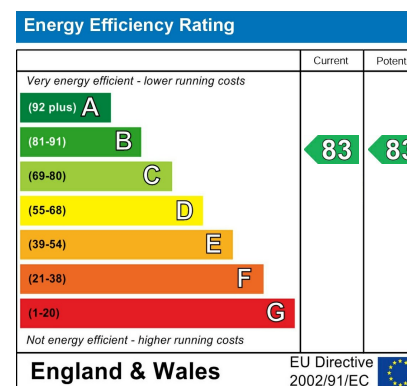 Energy Efficiency Rating
Current Potent
Very energy efficient - lower running costs
(92 plus) A
(81-91) B
83 83
(69-80) C
(55-68) D
(39-54) E
(21-38) F
(1-20) G
Not energy efficient - higher running costs
England & Wales
EU Directive
2002/91/EC